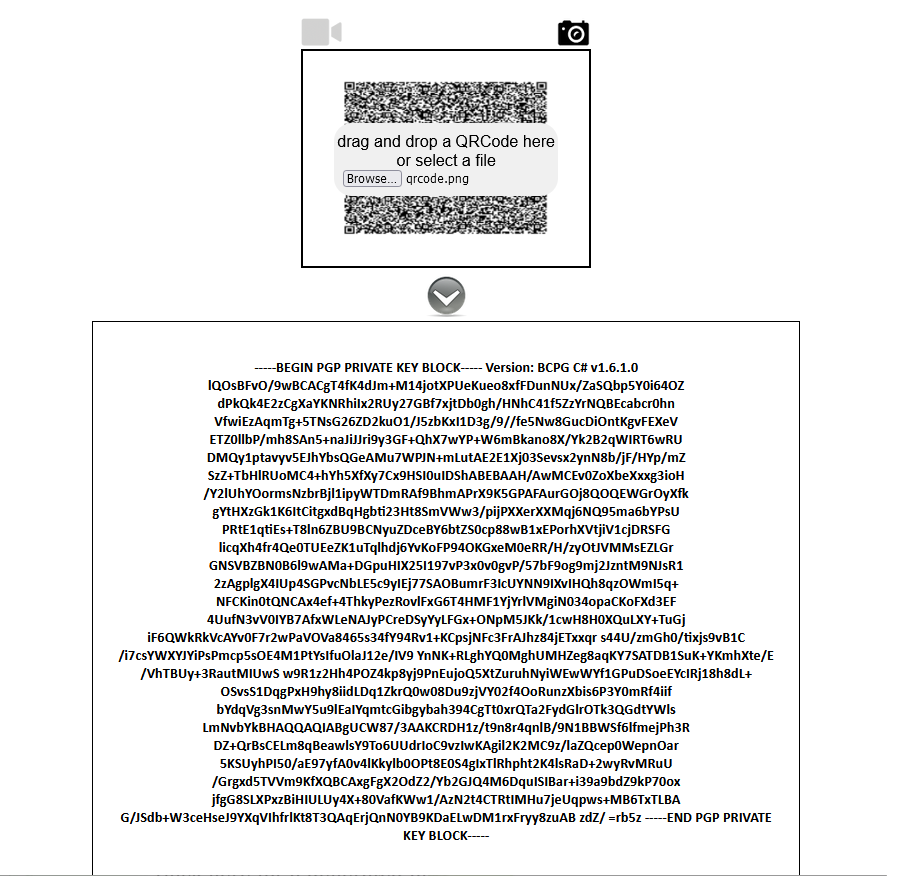 drag and drop a QRCode here
or select a file
Browse... qrcode.png
-----BEGIN PGP PRIVATE KEY BLOCK----- Version: BCPG C# v1.6.1.0
lQOsBFvO/9wBCACgT4fK4dJm+M14jotXPUeKueo8xfFDunNUx/ZaSQbp5Y0i64OZ
dPkQk4E2zCgXaYKNRhiIx2RUy27GBf7xjtDb0gh/HNhC41f5ZzYrNQBEcabcr0hn
VfwiEzAqmTg+5TNsG26ZD2kuO1/J5zbKxI1D3g/9//fe5Nw8GucDiOntKgvFEXeV
ETZ0llbP/mh8SAn5+naJiJJri9y3GF+QhX7wYP+W6mBkano8X/Yk2B2qWIRT6wRU
DMQy1ptavyv5EJhYbsQGeAMu7WPJN+mLutAE2E1Xj03Sevsx2ynN8b/jF/HYp/mZ
SzZ+TbHlRUoMC4+hYh5XfXy7Cx9HSI0uIDShABEBAAH/AwMCEv0ZoXbeXxxg3ioH
/Y2lUhYOormsNzbrBjl1ipyWTDmRAf9BhmAPrX9K5GPAFAurGOj8QOQEWGrOyXfk
gYtHXzGk1K6ItCitgxdBqHgbti23Ht8SmVWw3/pijPXXerXXMqj6NQ95ma6bYPsU
PRtE1qtiEs+T8ln6ZBU9BCNyuZDceBY6btZS0cp88wB1xEPorhXVtjiV1cjDRSFG
licqXh4fr4Qe0TUEeZK1uTqlhdj6YvKoFP94OKGxeM0eRR/H/zyOtJVMMsEZLGr
GNSVBZBN0B6l9wAMa+DGpuHIX25I197vP3x0v0gvP/57bF9og9mj2JzntM9NJsR1
2zAgplgX4IUp4SGPvcNbLE5c9yIEj77SAOBumrF3IcUYNN9IXvIHQh8qzOWmI5q+
NFCKin0tQNCAx4ef+4ThkyPezRovlFxG6T4HMF1YjYrlVMgiN034opaCKoFXd3EF
4UufN3vV0IYB7AfxWLeNAJyPCreDSyYyLFGx+ONpM5JKk/1cwH8H0XQuLXY+TuGj
iF6QWkRkVcAYv0F7r2wPaVOVa8465s34fY94Rv1+KCpsjNFc3FrAJhz84jETxxqr s44U/zmGh0/tixjs9vB1C
/i7csYWXYJYiPsPmcp5sOE4M1PtYsIfuOlaJ12e/IV9 YnNK+RLghYQ0MghUMHZeg8aqKY7SATDB1SuK+YKmhXte/E
/VhTBUy+3RautMIUwS w9R1z2Hh4POZ4kp8yj9PnEujoQ5XtZuruhNyiWEwWYf1GPuDSoeEYcIRj18h8dL+
OSvsS1DqgPxH9hy8iidLDq1ZkrQ0w08Du9zjVY02f4OoRunzXbis6P3Y0mRf4iif
bYdqVg3snMwY5u9lEaIYqmtcGibgybah394CgTt0xrQTa2FydGlrOTk3QGdtYWls
LmNvbYkBHAQQAQIABgUCW87/3AAKCRDH1z/t9n8r4qnlB/9N1BBWSf6lfmejPh3R
DZ+QrBsCELm8qBeawlsY9To6UUdrIoC9vzIwKAgil2K2MC9z/laZQcep0WepnOar
5KSUyhPI50/aE97yfA0v4lKkylb0OPt8E0S4gIxTlRhpht2K4lsRaD+2wyRvMRuU
/Grgxd5TVVm9KfXQBCAxgFgX2OdZ2/Yb2GJQ4M6DquISIBar+i39a9bdZ9kP70ox
jfgG8SLXPxzBiHIULUy4X+80VafKWw1/AzN2t4CTRtIMHu7jeUqpws+MB6TxTLBA
G/JSdb+W3ceHseJ9YXqVIhfrlKt8T3QAqErjQnN0YB9KDaELwDM1rxFryy8zuAB zdZ/ =rb5z -----END PGP PRIVATE
KEY BLOCK-----